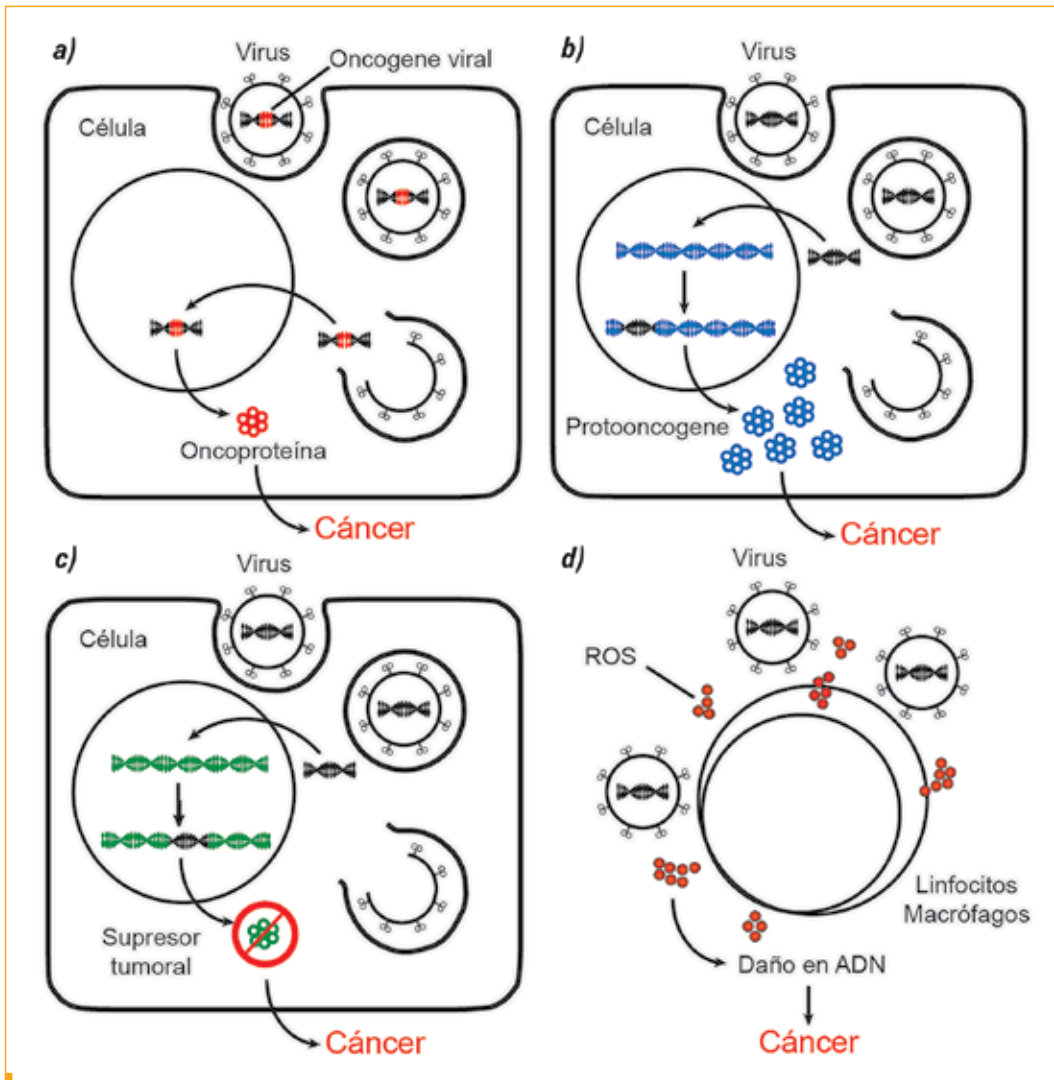 a)
Virus
Oncogene viral
Célula
Oncoproteína
Cáncer
b)
Virus
Célula
Protooncogene
Cáncer
c)
Virus
Célula
Supresor
tumoral
Cáncer
d)
Virus
ROS
Linfocitos
Macrófagos
Daño en ADN
Cáncer